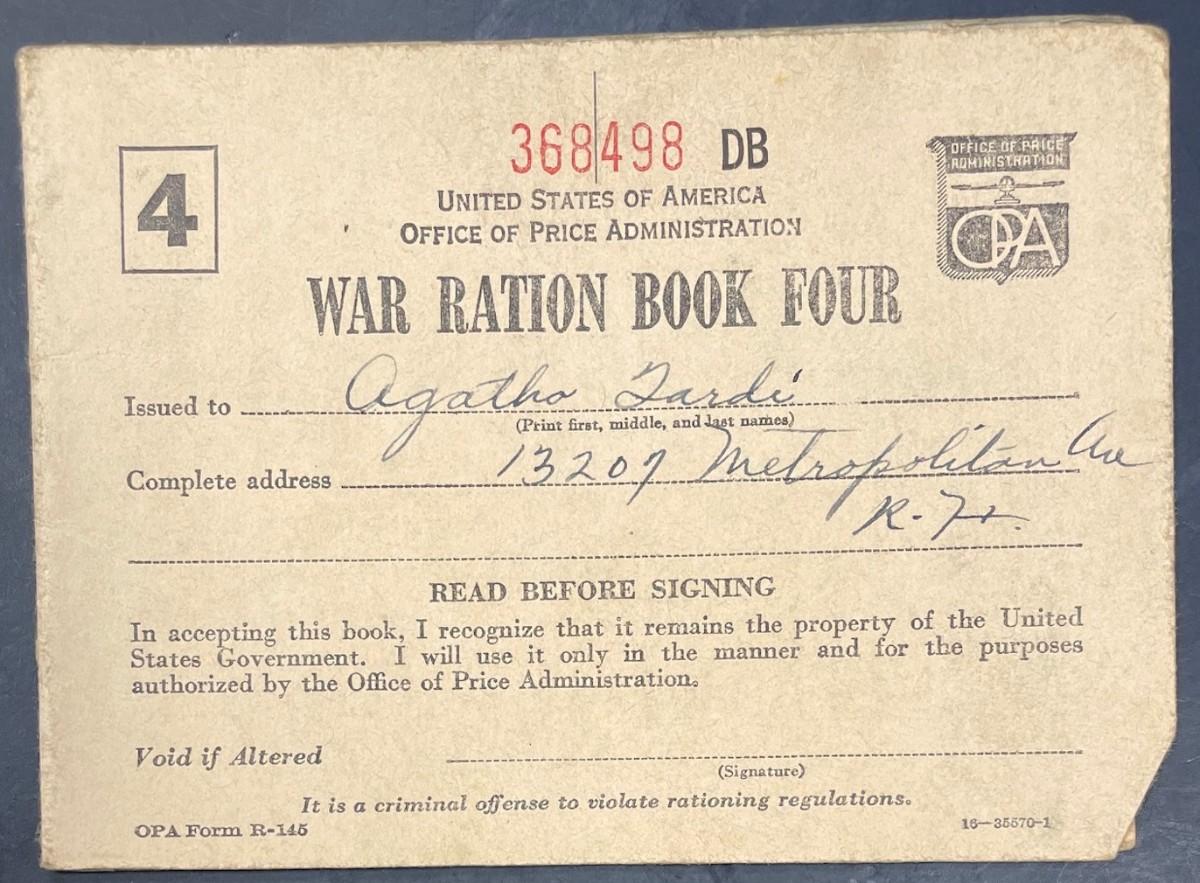 368498 DB
4
UNITED STATES OF AMERICA
OFFICE OF PRICE ADMINISTRATION
OFFICE OF PRICE
ADMINISTRATION
OPA
WAR RATION BOOK FOUR
Issued to Agatho Tardi
(Print first, middle, and last names)
Complete address 13207 Metropolitan Ave
R.H.
READ BEFORE SIGNING
In accepting this book, I recognize that it remains the property of the United
States Government. I will use it only in the manner and for the purposes
authorized by the Office of Price Administration.
Void if Altered
(Signature)
It is a criminal offense to violate rationing regulations.
OPA Form R-145
16—35570-1